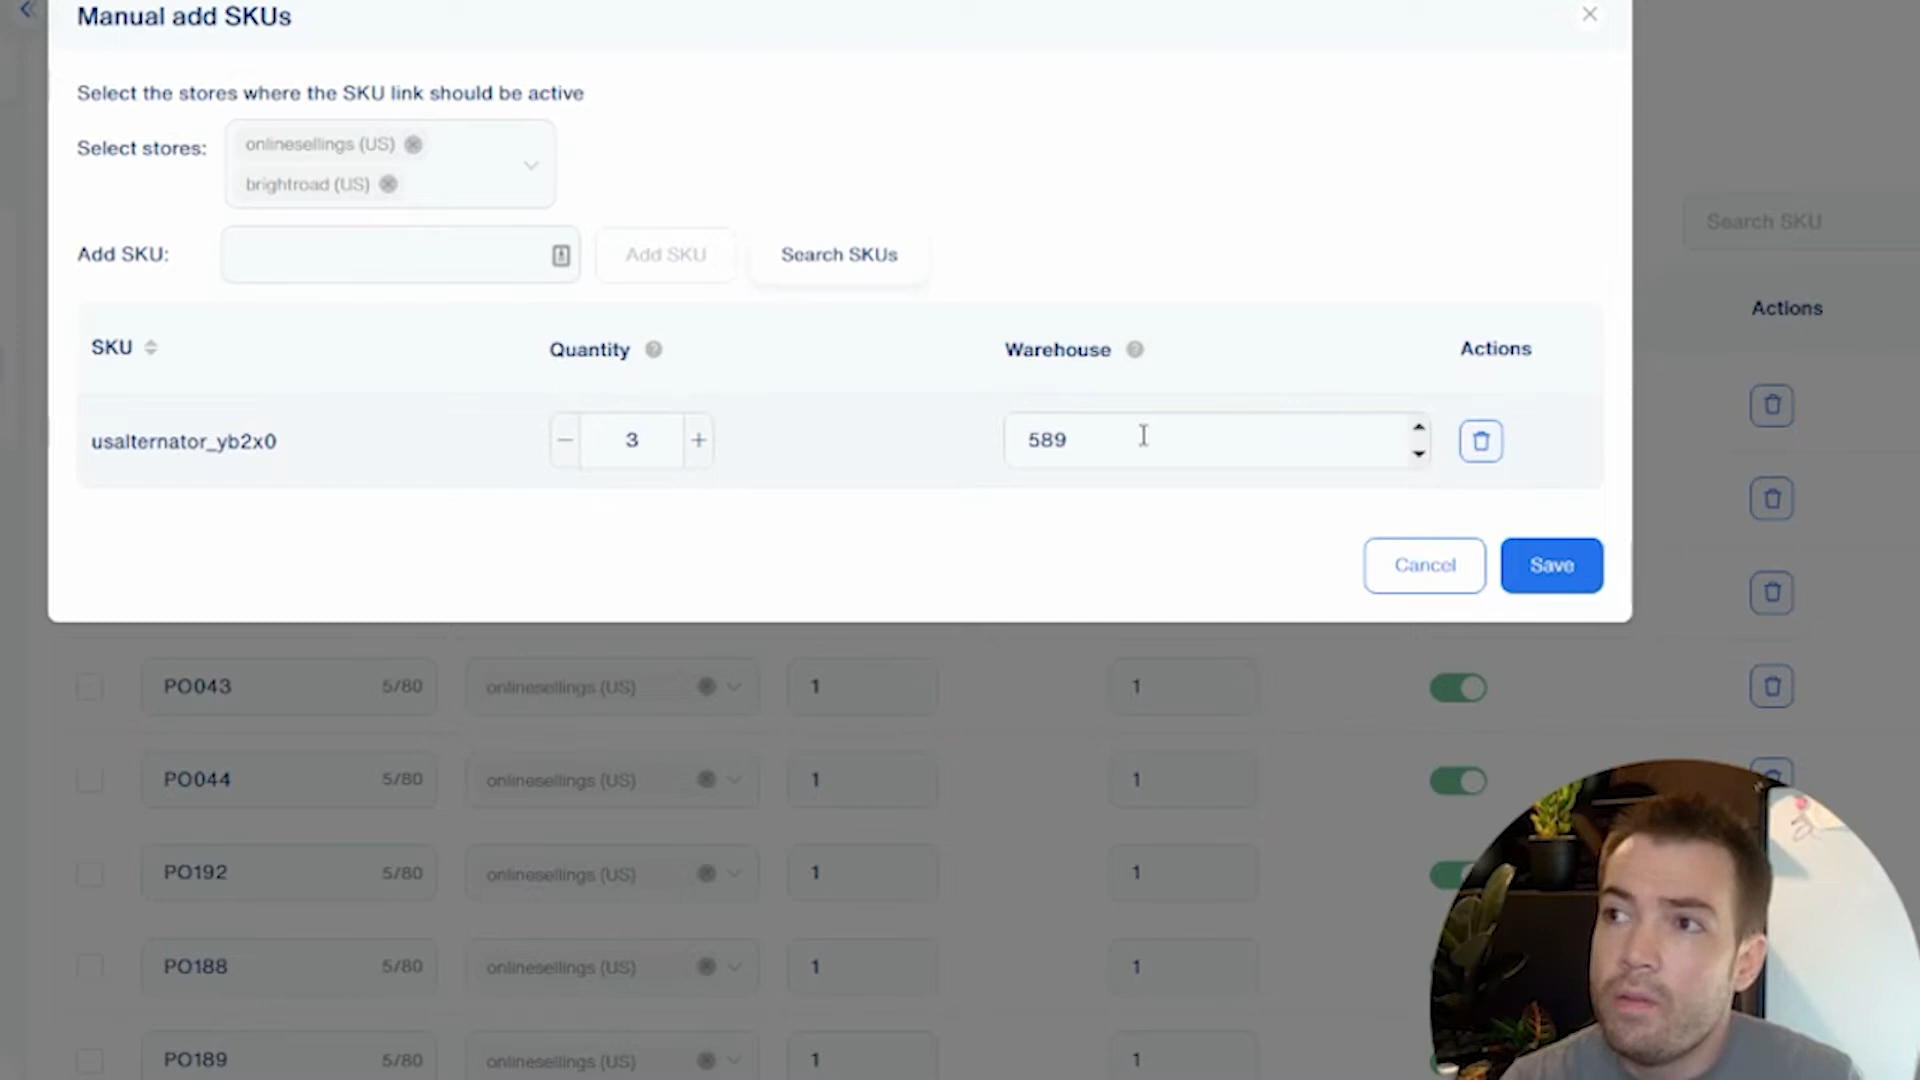 Manual add SKUs
Select the stores where the SKU link should be active
Select stores:
onlinesellings (US)
brightroad (US)
Search SKU
Add SKU:
Add SKU
Search SKUs
Actions
SKU
Quantity
Warehouse
Actions
usalternator_yb2x0
3
589
Cancel
Save
PO043 5/80 onlinesellings (US) 1 1
PO044 5/80 onlinesellings (US) 1 1
PO192 5/80 onlinesellings (US) 1 1
PO188 5/80 onlinesellings (US) 1 1
PO189 5/80 onlinesellings (US) 1 1